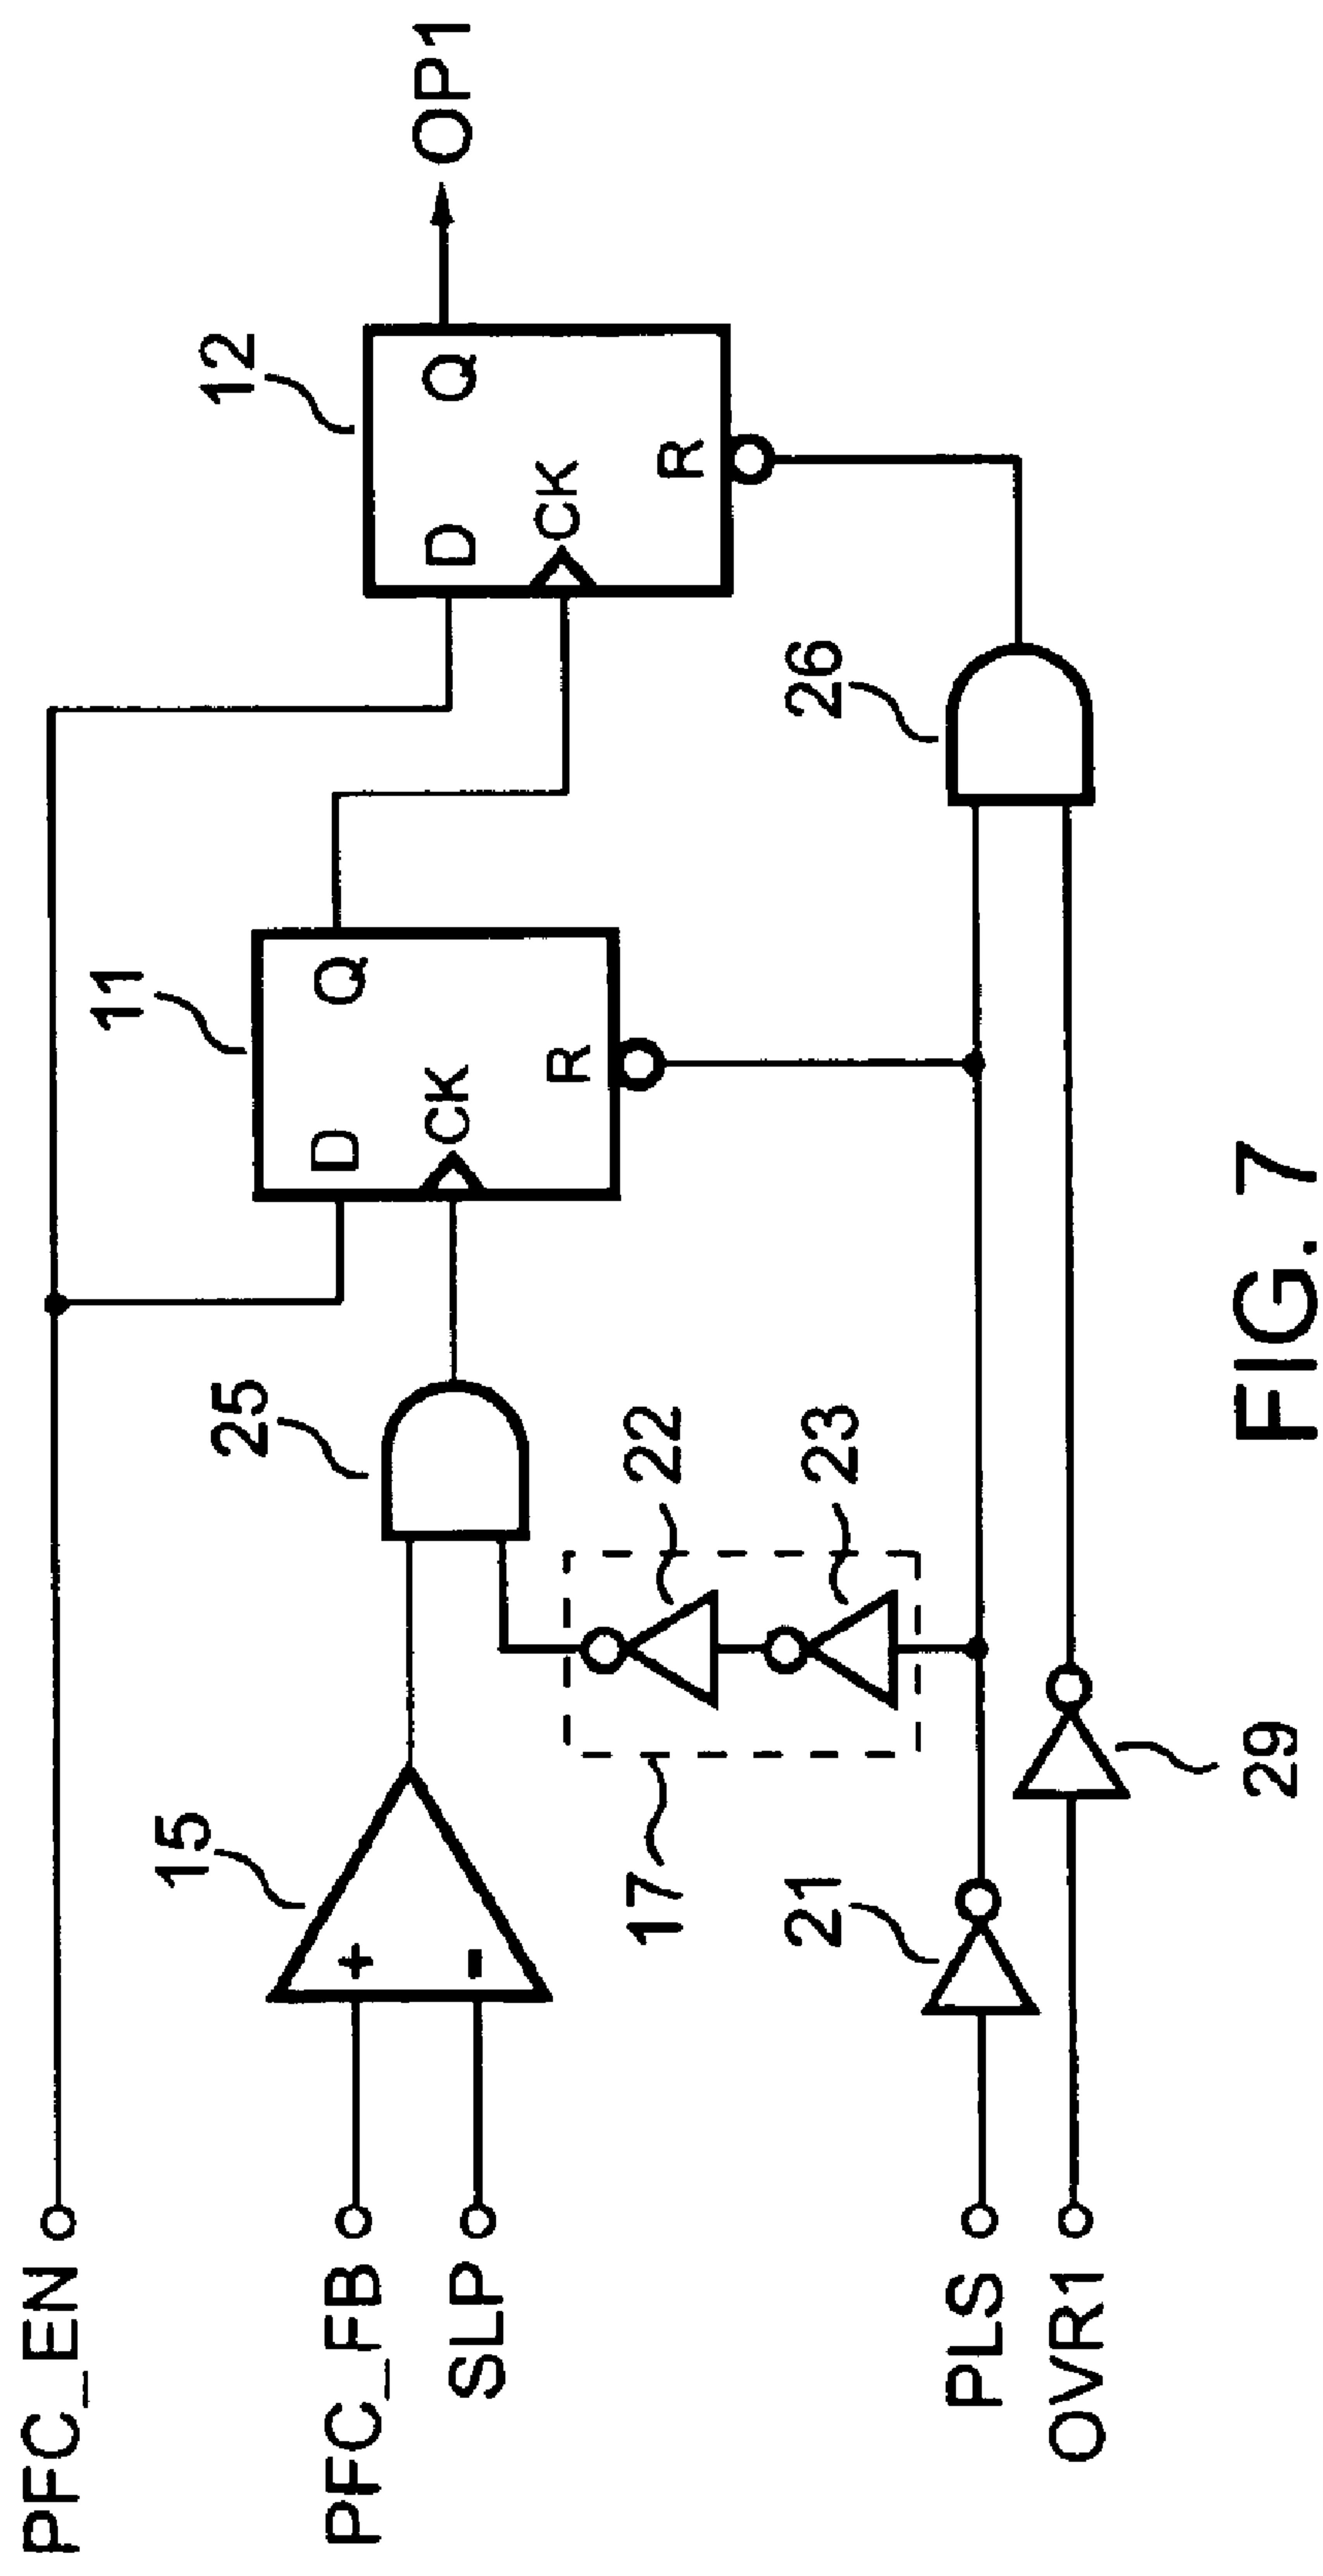 PFC_EN
PFC_FB
SLP
PLS
OVR1
15
+
-
17
21
29
25
22
23
11
D
Q
CK
R
12
D
Q
CK
R
26
OP1
FIG. 7